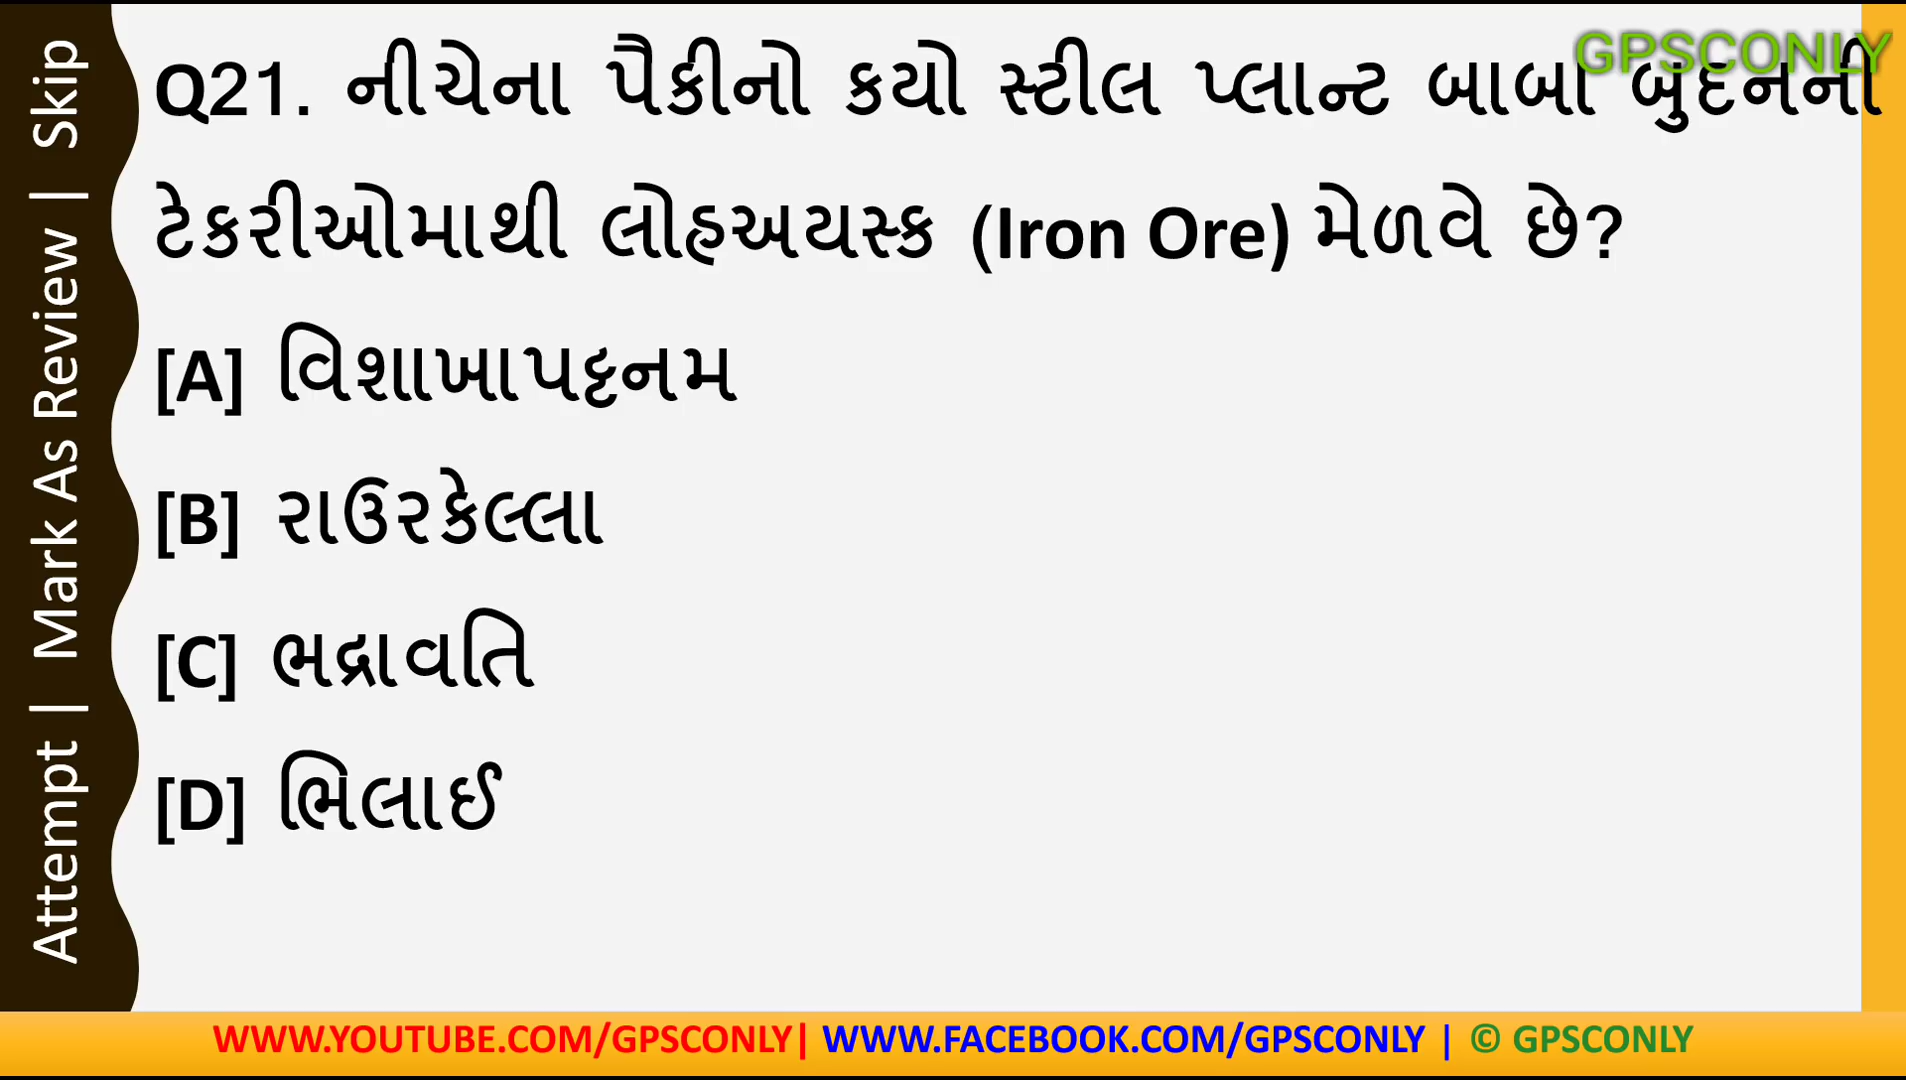 GPSCONLY
Q21. નીચેના પૈકીનો કયો સ્ટીલ પ્લાન્ટ બાબા બુદનની
ટેકરીઓમાથી લોહઅયસ્ક (Iron Ore) મેળવે છે?
[A] વિશાખાપટ્ટનમ
[B] રાઉરકેલ્લા
[C] ભદ્રાવતિ
[D] ભિલાઈ
Attempt | Mark As Review | Skip
WWW.YOUTUBE.COM/GPSCONLY| WWW.FACEBOOK.COM/GPSCONLY | © GPSCONLY